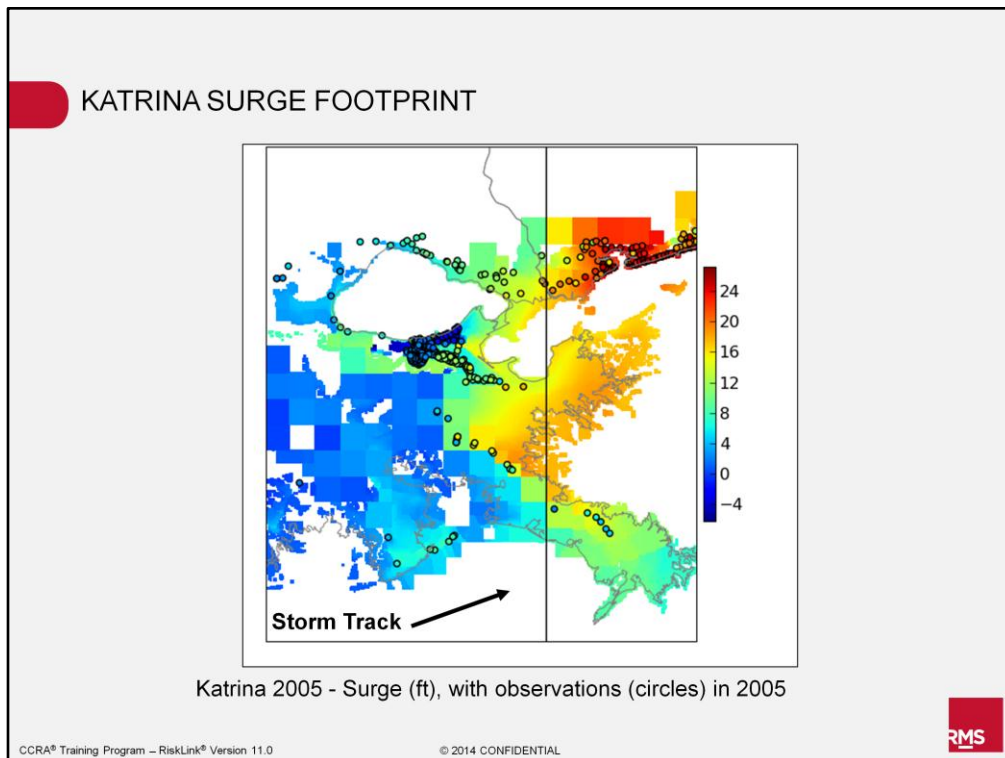 KATRINA SURGE FOOTPRINT
24
20
16
12
8
4
0
−4
Storm Track
Katrina 2005 - Surge (ft), with observations (circles) in 2005
CCRA® Training Program – RiskLink® Version 11.0
© 2014 CONFIDENTIAL
RMS